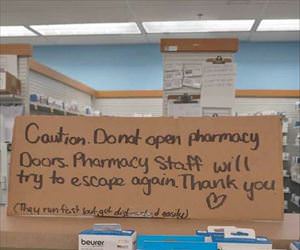 Caution. Do not open pharmacy
Doors. Pharmacy Staff will
try to escape again. Thank you
(They run fast but get easily)
beurer